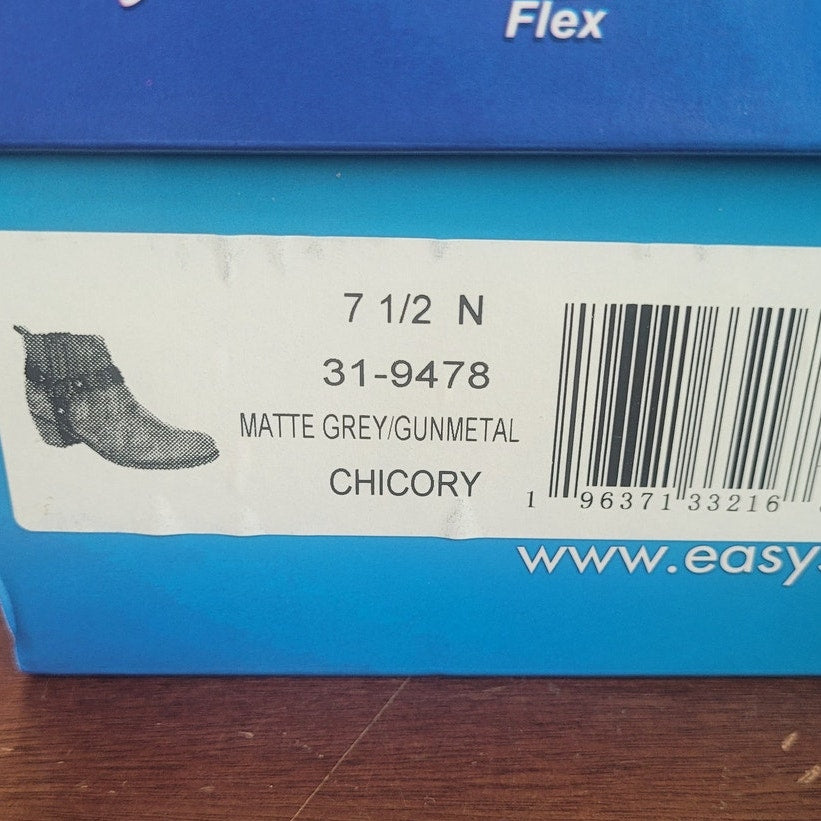 Flex
7 1/2 N
31-9478
MATTE GREY/GUNMETAL
CHICORY
1 96371 33216
www.easy